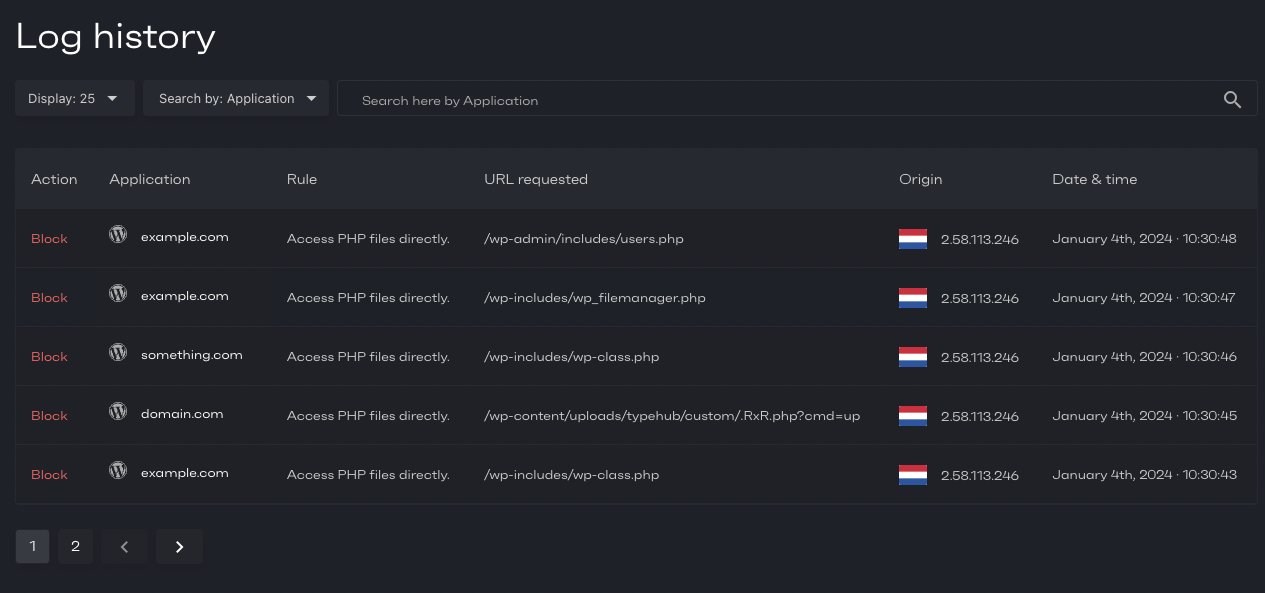 Log history
Display: 25 Search by: Application Search here by Application
Action Application Rule URL requested Origin Date & time
Block example.com Access PHP files directly. /wp-admin/includes/users.php 2.58.113.246 January 4th, 2024 · 10:30:48
Block example.com Access PHP files directly. /wp-includes/wp_filemanager.php 2.58.113.246 January 4th, 2024 · 10:30:47
Block something.com Access PHP files directly. /wp-includes/wp-class.php 2.58.113.246 January 4th, 2024 · 10:30:46
Block domain.com Access PHP files directly. /wp-content/uploads/typehub/custom/.RxR.php?cmd=up 2.58.113.246 January 4th, 2024 · 10:30:45
Block example.com Access PHP files directly. /wp-includes/wp-class.php 2.58.113.246 January 4th, 2024 · 10:30:43
1 2